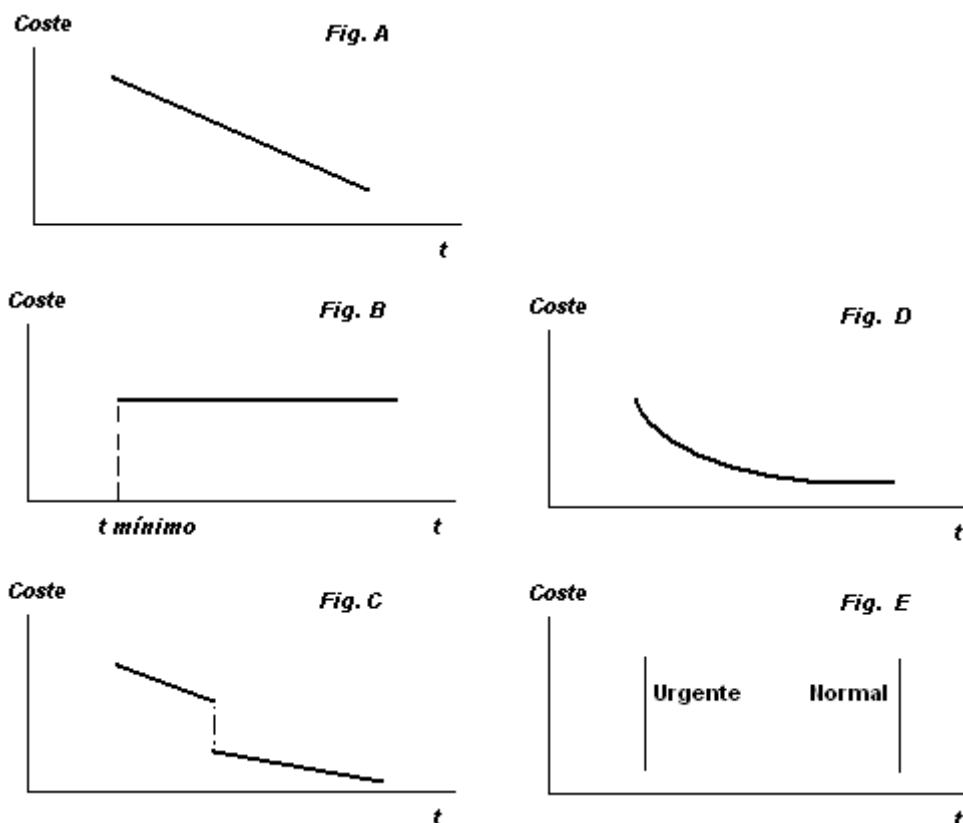 Coste
Fig. A
t
Coste
Fig. B
t mínimo
t
Coste
Fig. D
t
Coste
Fig. C
t
Coste
Fig. E
Urgente
Normal
t